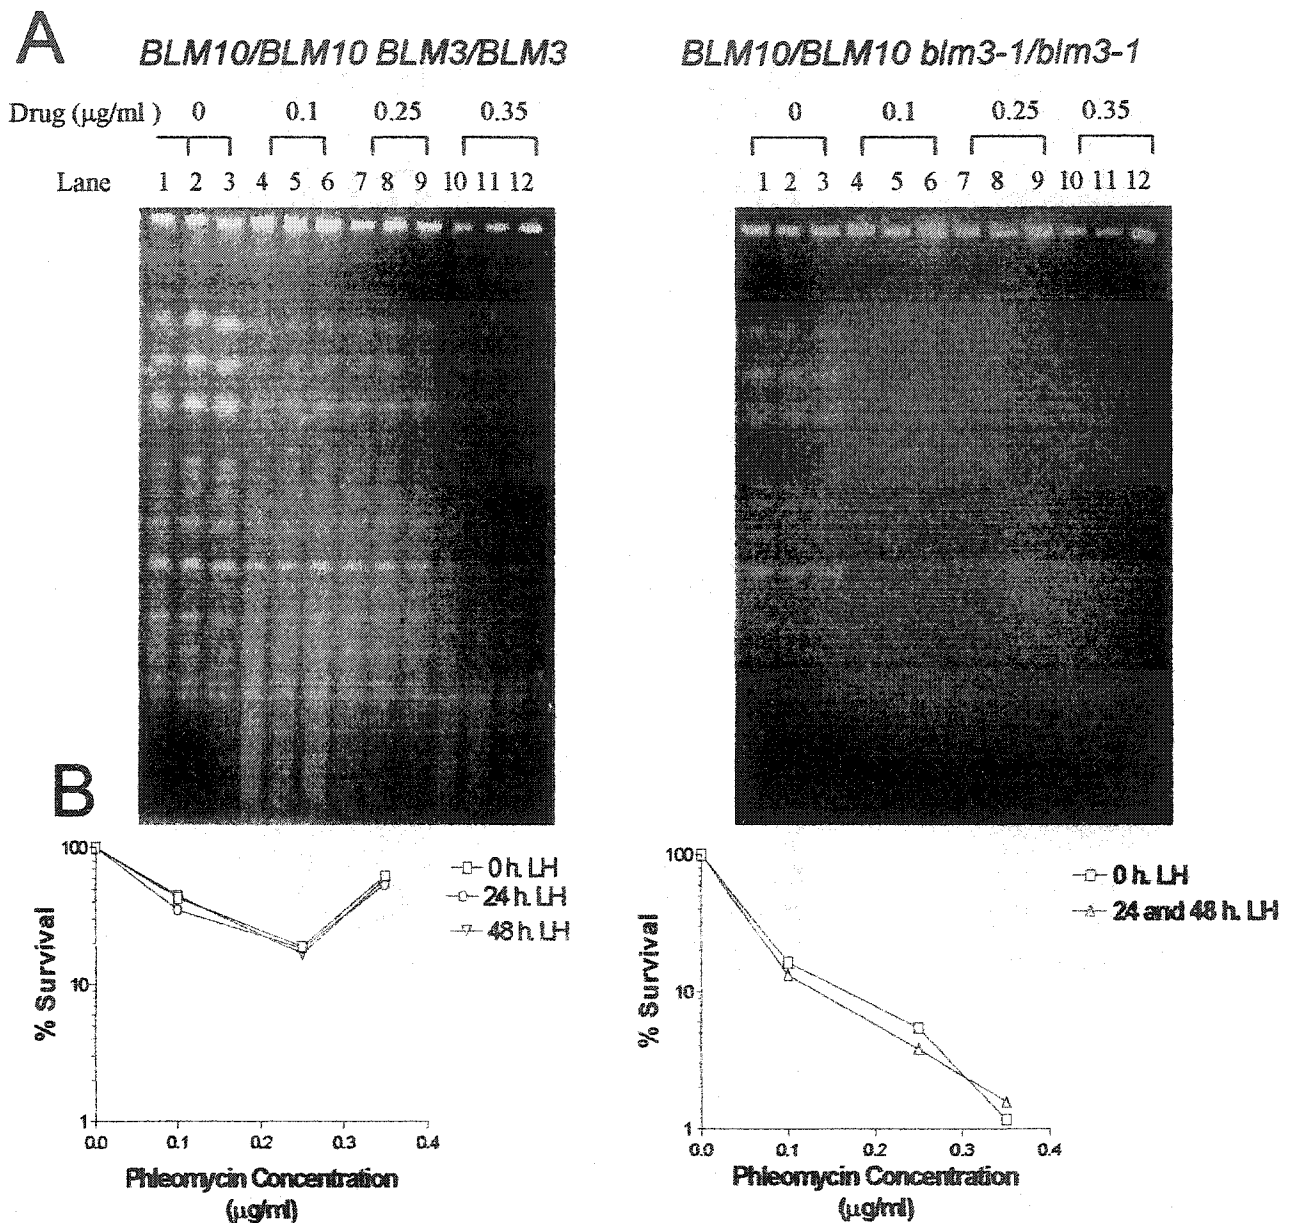 A
BLM10/BLM10 BLM3/BLM3
BLM10/BLM10 blm3-1/blm3-1
Drug (μg/ml ) 0 0.1 0.25 0.35
0 0.1 0.25 0.35
Lane 1 2 3 4 5 6 7 8 9 10 11 12
1 2 3 4 5 6 7 8 9 10 11 12
B
100
10
1
% Survival
0.0 0.1 0.2 0.3 0.4
Phleomycin Concentration
(μg/ml)
0 h. LH
24 h. LH
48 h. LH
100
10
1
% Survival
0.0 0.1 0.2 0.3 0.4
Phleomycin Concentration
(μg/ml)
0 h. LH
24 and 48 h. LH